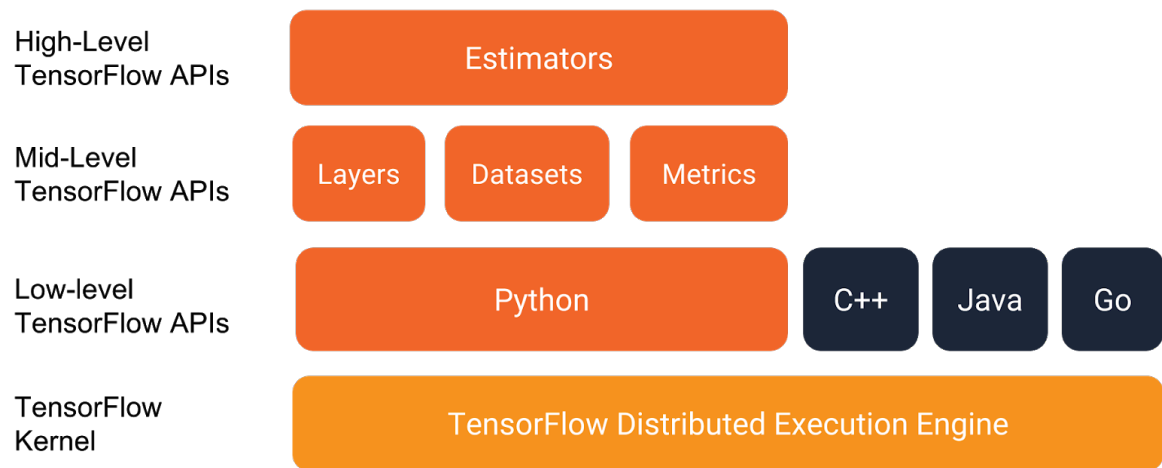 High-Level
TensorFlow APIs
Estimators
Mid-Level
TensorFlow APIs
Layers
Datasets
Metrics
Low-level
TensorFlow APIs
Python
C++
Java
Go
TensorFlow
Kernel
TensorFlow Distributed Execution Engine